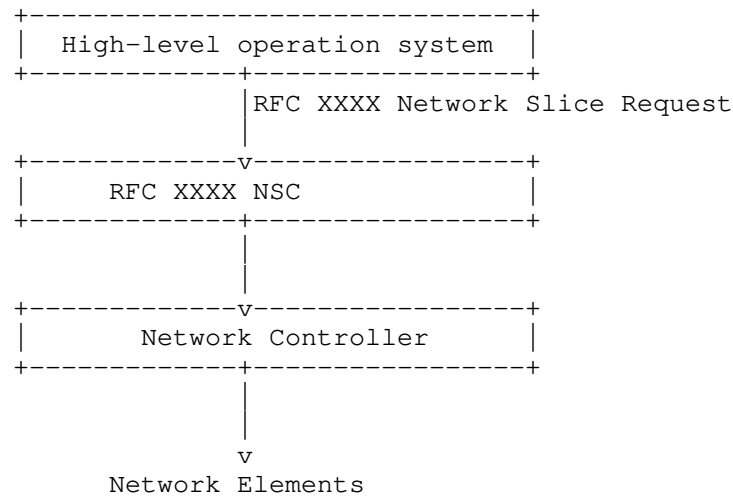 High-level operation system
RFC XXXX Network Slice Request
RFC XXXX NSC
Network Controller
Network Elements